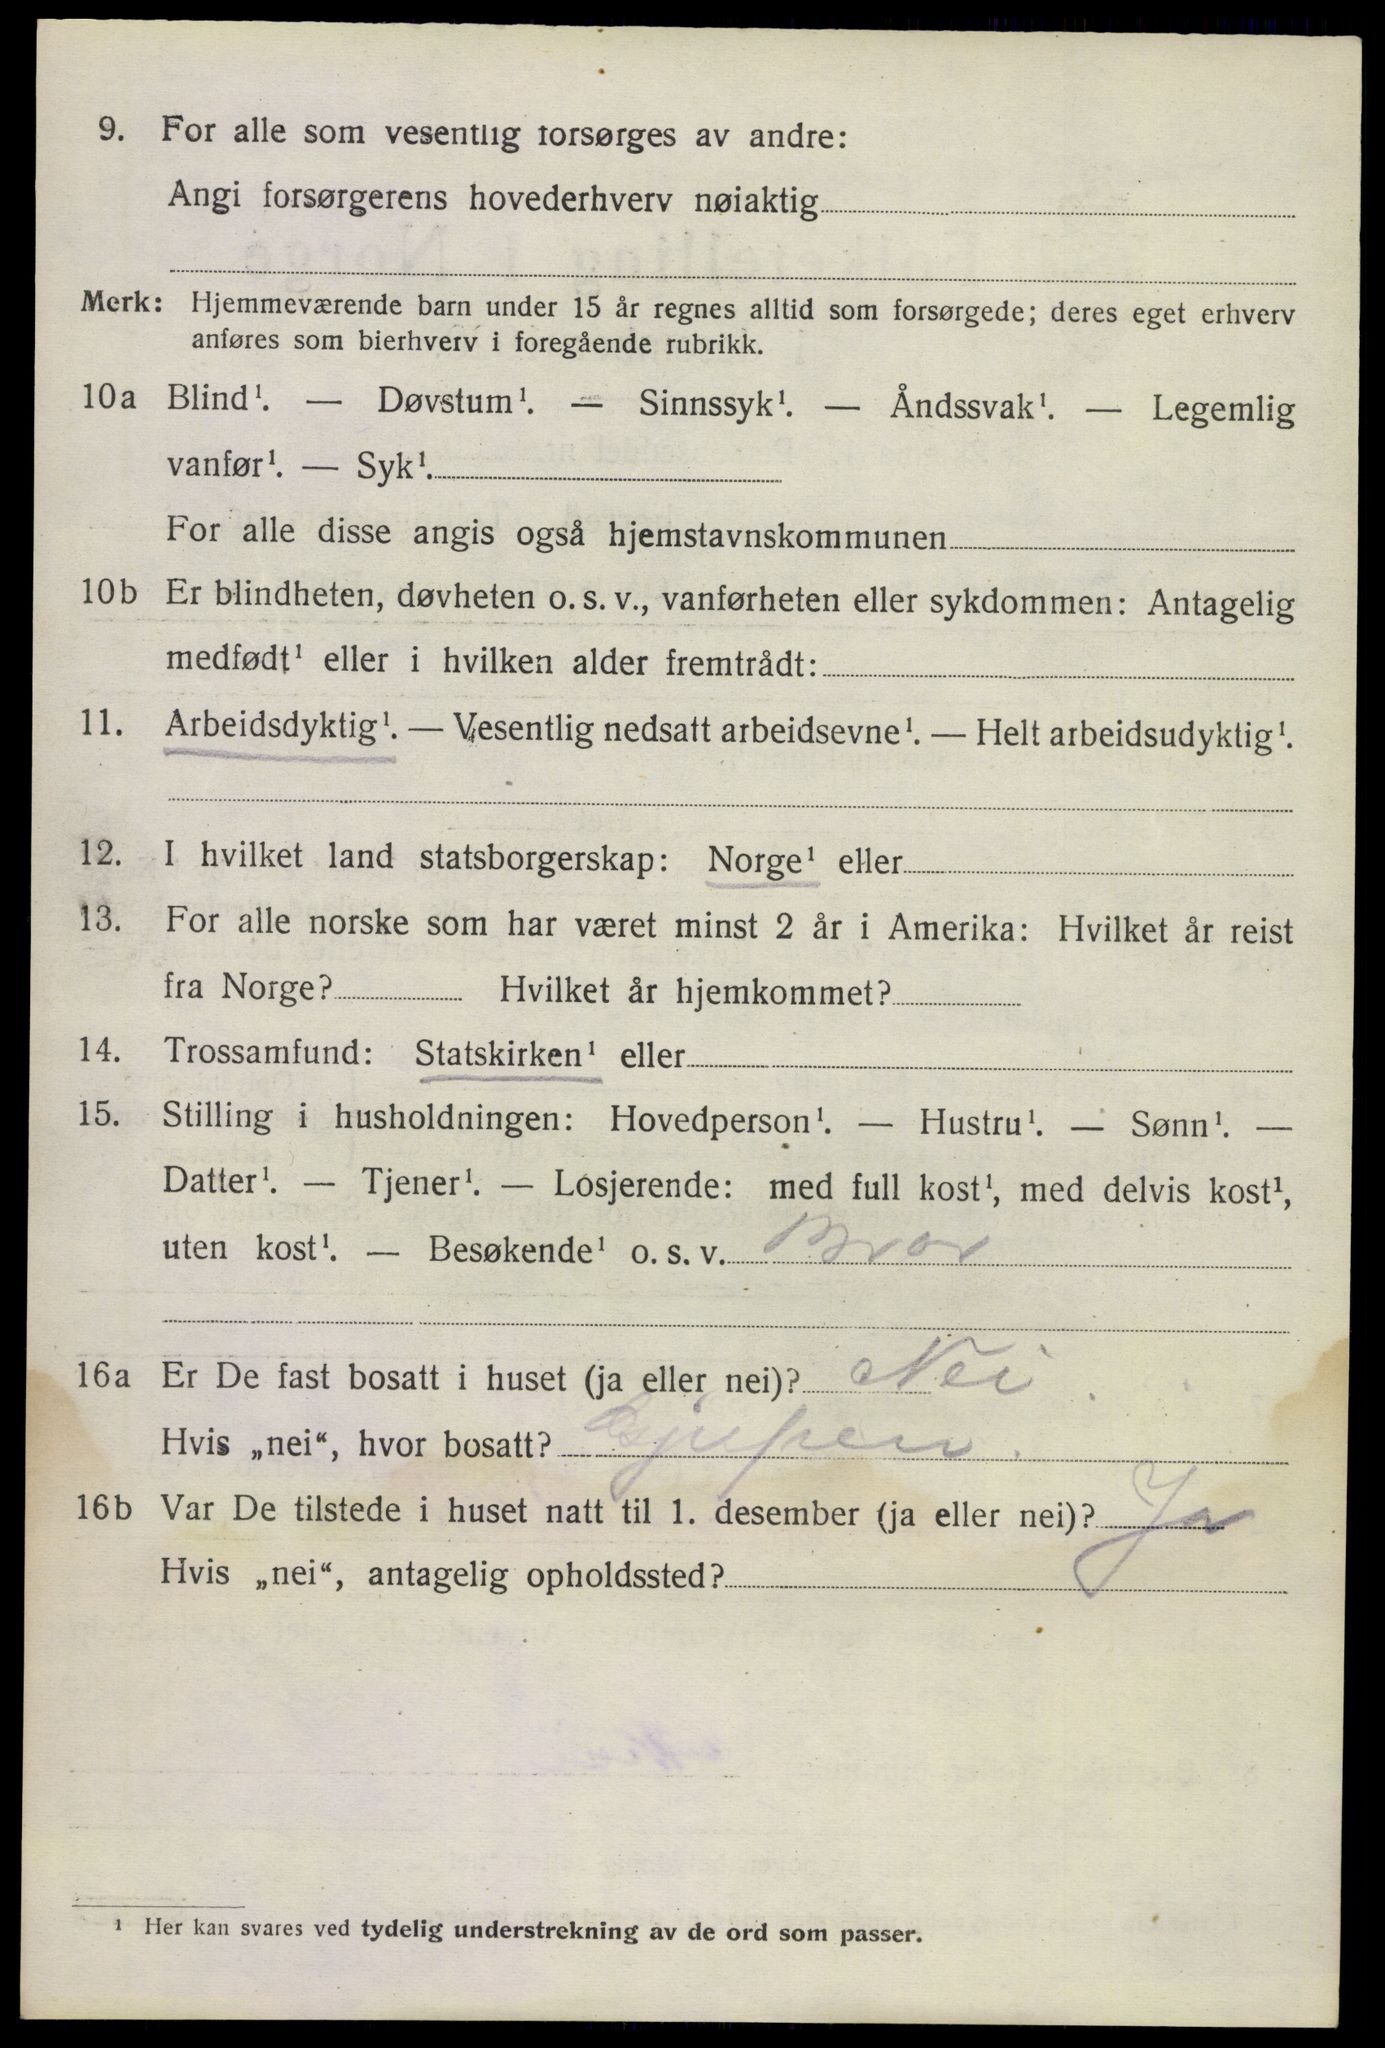 9. For alle som vesentlig forsørges av andre:
Angi forsørgerens hovederhverv nøiaktig
Merk: Hjemmeværende barn under 15 år regnes alltid som forsørgede; deres eget erhverv
anføres som bierhverv i foregående rubrikk.
10a Blind¹. — Døvstum¹. — Sinnssyk¹. — Åndssvak¹. — Legemlig
vanfør¹. — Syk¹.
For alle disse angis også hjemstavnskommunen
10b Er blindheten, døvheten o. s. v., vanførheten eller sykdommen: Antagelig
medfødt¹ eller i hvilken alder fremtrådt:
11. Arbeidsdyktig¹. — Vesentlig nedsatt arbeidsevne¹. — Helt arbeidsudyktig¹.
12. I hvilket land statsborgerskap: Norge¹ eller
13. For alle norske som har været minst 2 år i Amerika: Hvilket år reist
fra Norge? Hvilket år hjemkommet?
14. Trossamfund: Statskirken¹ eller
15. Stilling i husholdningen: Hovedperson¹. — Hustru¹. — Sønn¹. —
Datter¹. — Tjener¹. — Losjerende: med full kost¹, med delvis kost¹,
uten kost¹. — Besøkende¹ o. s. v. Bror
16a Er De fast bosatt i huset (ja eller nei)? Nei
Hvis „nei“, hvor bosatt?
16b Var De tilstede i huset natt til 1. desember (ja eller nei)? Ja
Hvis „nei“, antagelig opholdssted?
¹ Her kan svares ved tydelig understrekning av de ord som passer.